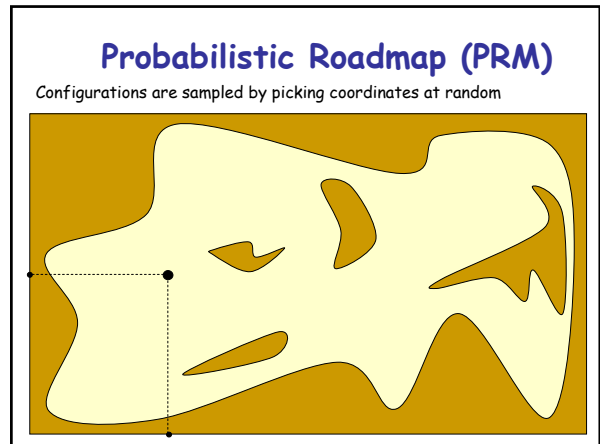 Probabilistic Roadmap (PRM)
Configurations are sampled by picking coordinates at random